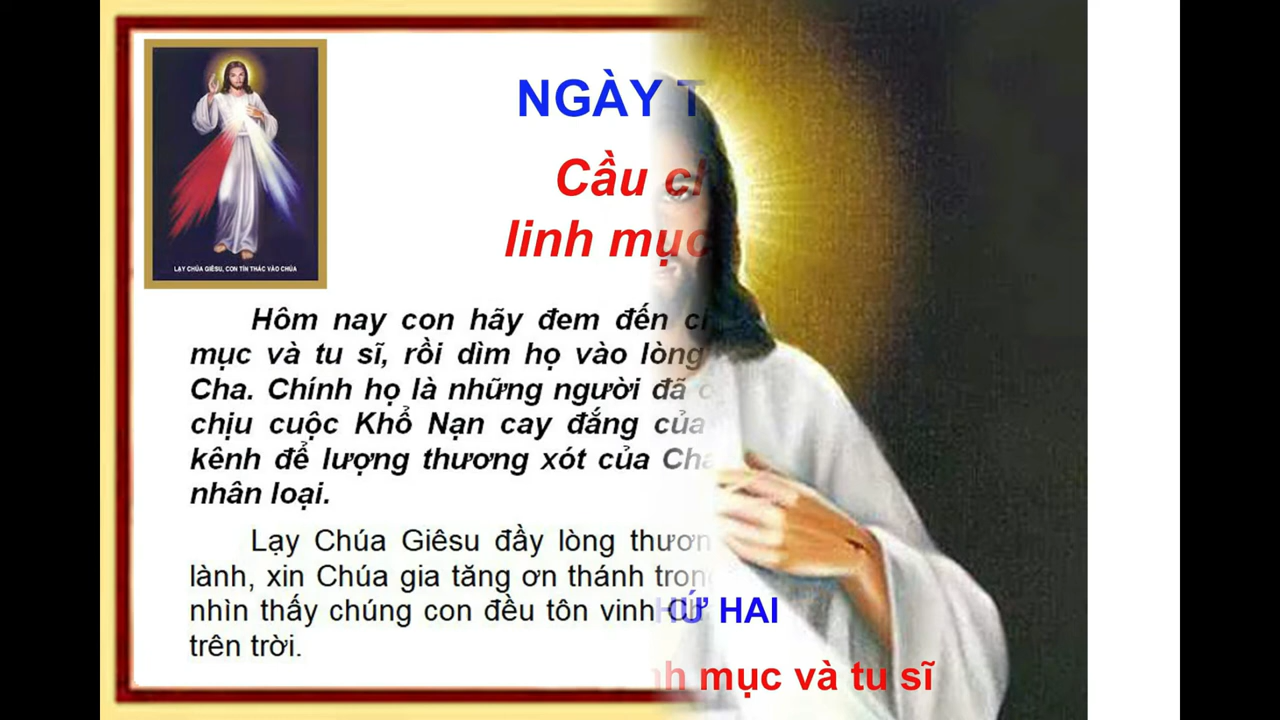 NGÀY T
Cầu ch
linh mục
LẠY CHÚA GIÊSU, CON TÍN THÁC VÀO CHÚA
Hôm nay con hãy đem đến
mục và tu sĩ, rồi dìm họ vào lòng
Cha. Chính họ là những người đã
chịu cuộc Khổ Nạn cay đắng của
kênh để lượng thương xót của Cha
nhân loại.
Lạy Chúa Giêsu đầy lòng thươn
lành, xin Chúa gia tăng ơn thánh trong
nhìn thấy chúng con đều tôn vinh
trên trời.
HỨ HAI
nh mục và tu sĩ